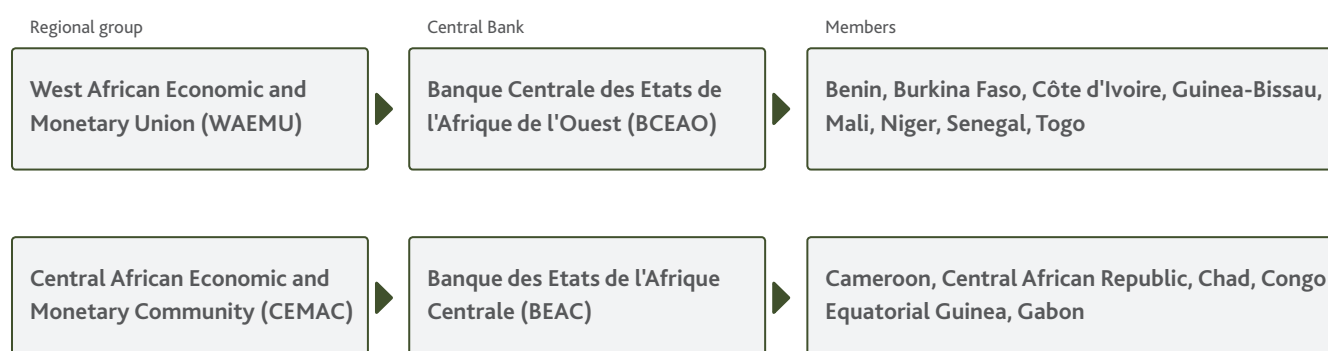 Regional group
Central Bank
Members
West African Economic and
Monetary Union (WAEMU)
Banque Centrale des Etats de
l'Afrique de l'Ouest (BCEAO)
Benin, Burkina Faso, Côte d'Ivoire, Guinea-Bissau,
Mali, Niger, Senegal, Togo
Central African Economic and
Monetary Community (CEMAC)
Banque des Etats de l'Afrique
Centrale (BEAC)
Cameroon, Central African Republic, Chad, Congo
Equatorial Guinea, Gabon